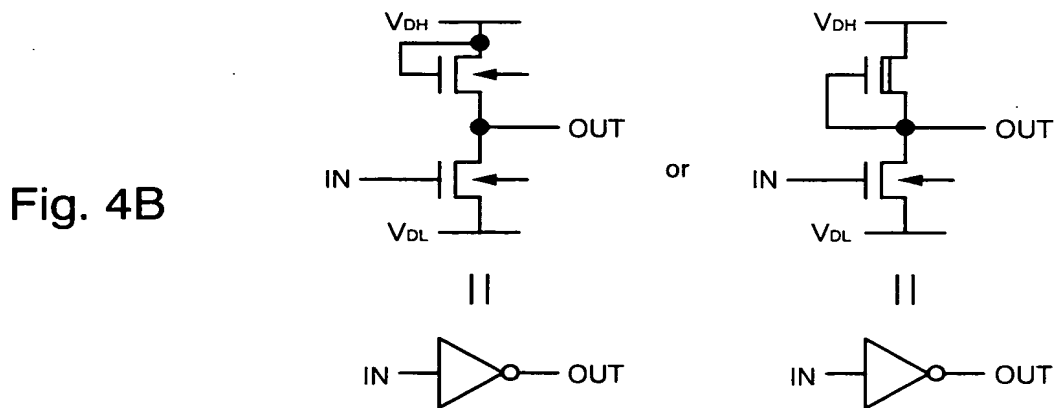 Fig. 4B
VDH
OUT
IN
VDL
IN
OUT
or
VDH
OUT
IN
VDL
IN
OUT